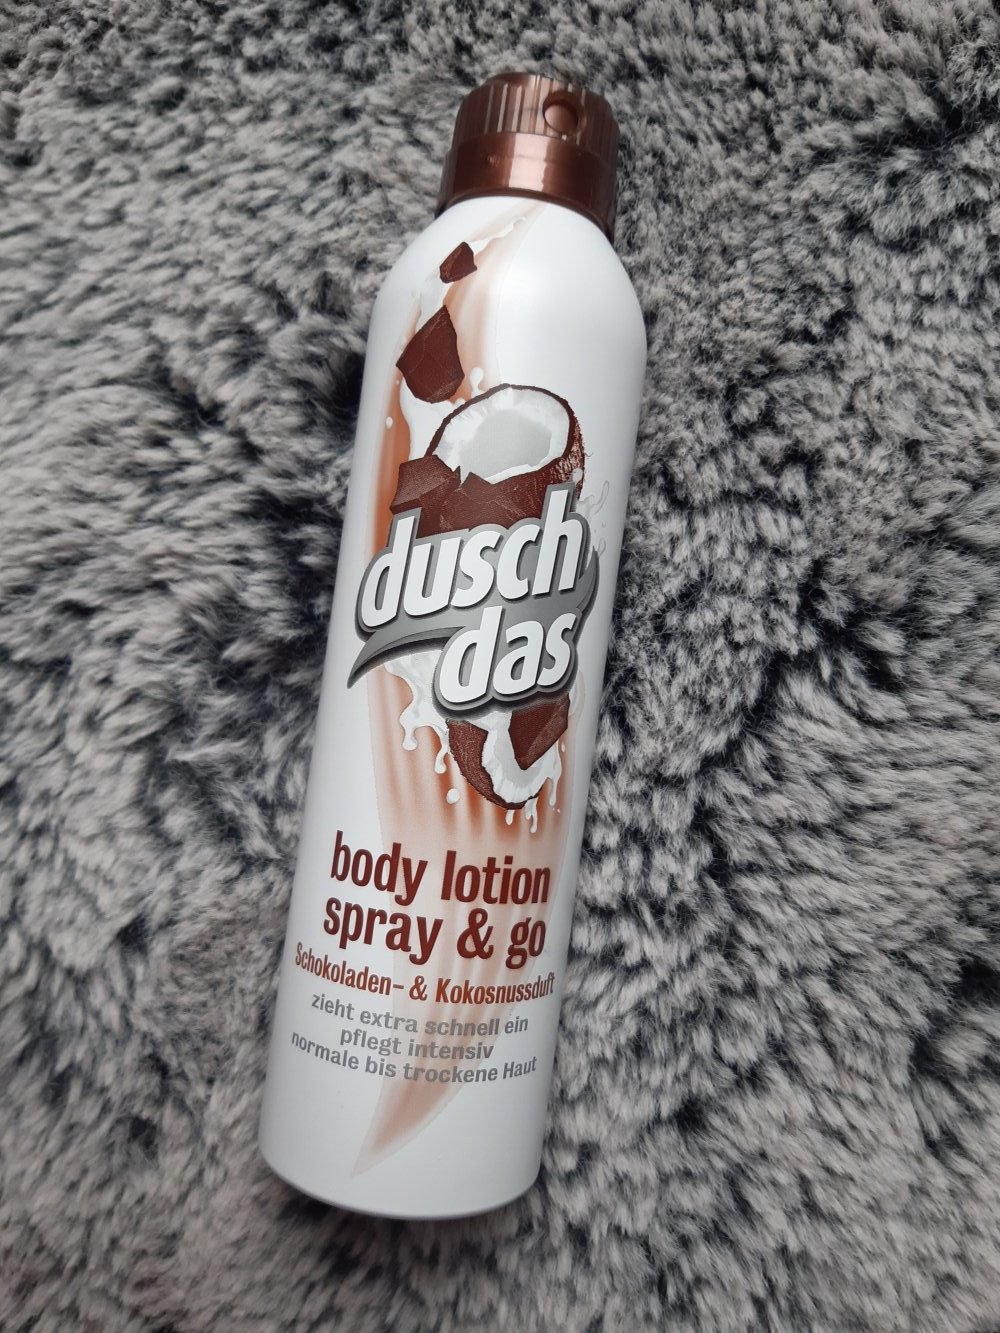 dusch
das
body lotion
spray & go
Schokoladen- & Kokosnussduft
zieht extra schnell ein
pflegt intensiv
normale bis trockene Haut